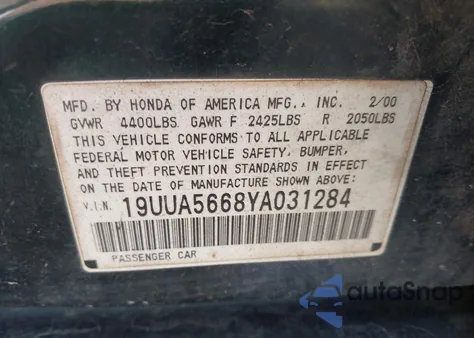 MFD. BY HONDA OF AMERICA MFG., INC. 2/00
GVWR 4400LBS GAWR F 2425LBS R 2050LBS
THIS VEHICLE CONFORMS TO ALL APPLICABLE
FEDERAL MOTOR VEHICLE SAFETY, BUMPER,
AND THEFT PREVENTION STANDARDS IN EFFECT
ON THE DATE OF MANUFACTURE SHOWN ABOVE:
V.I.N. 19UUA5668YA031284
PASSENGER CAR
autoSnap